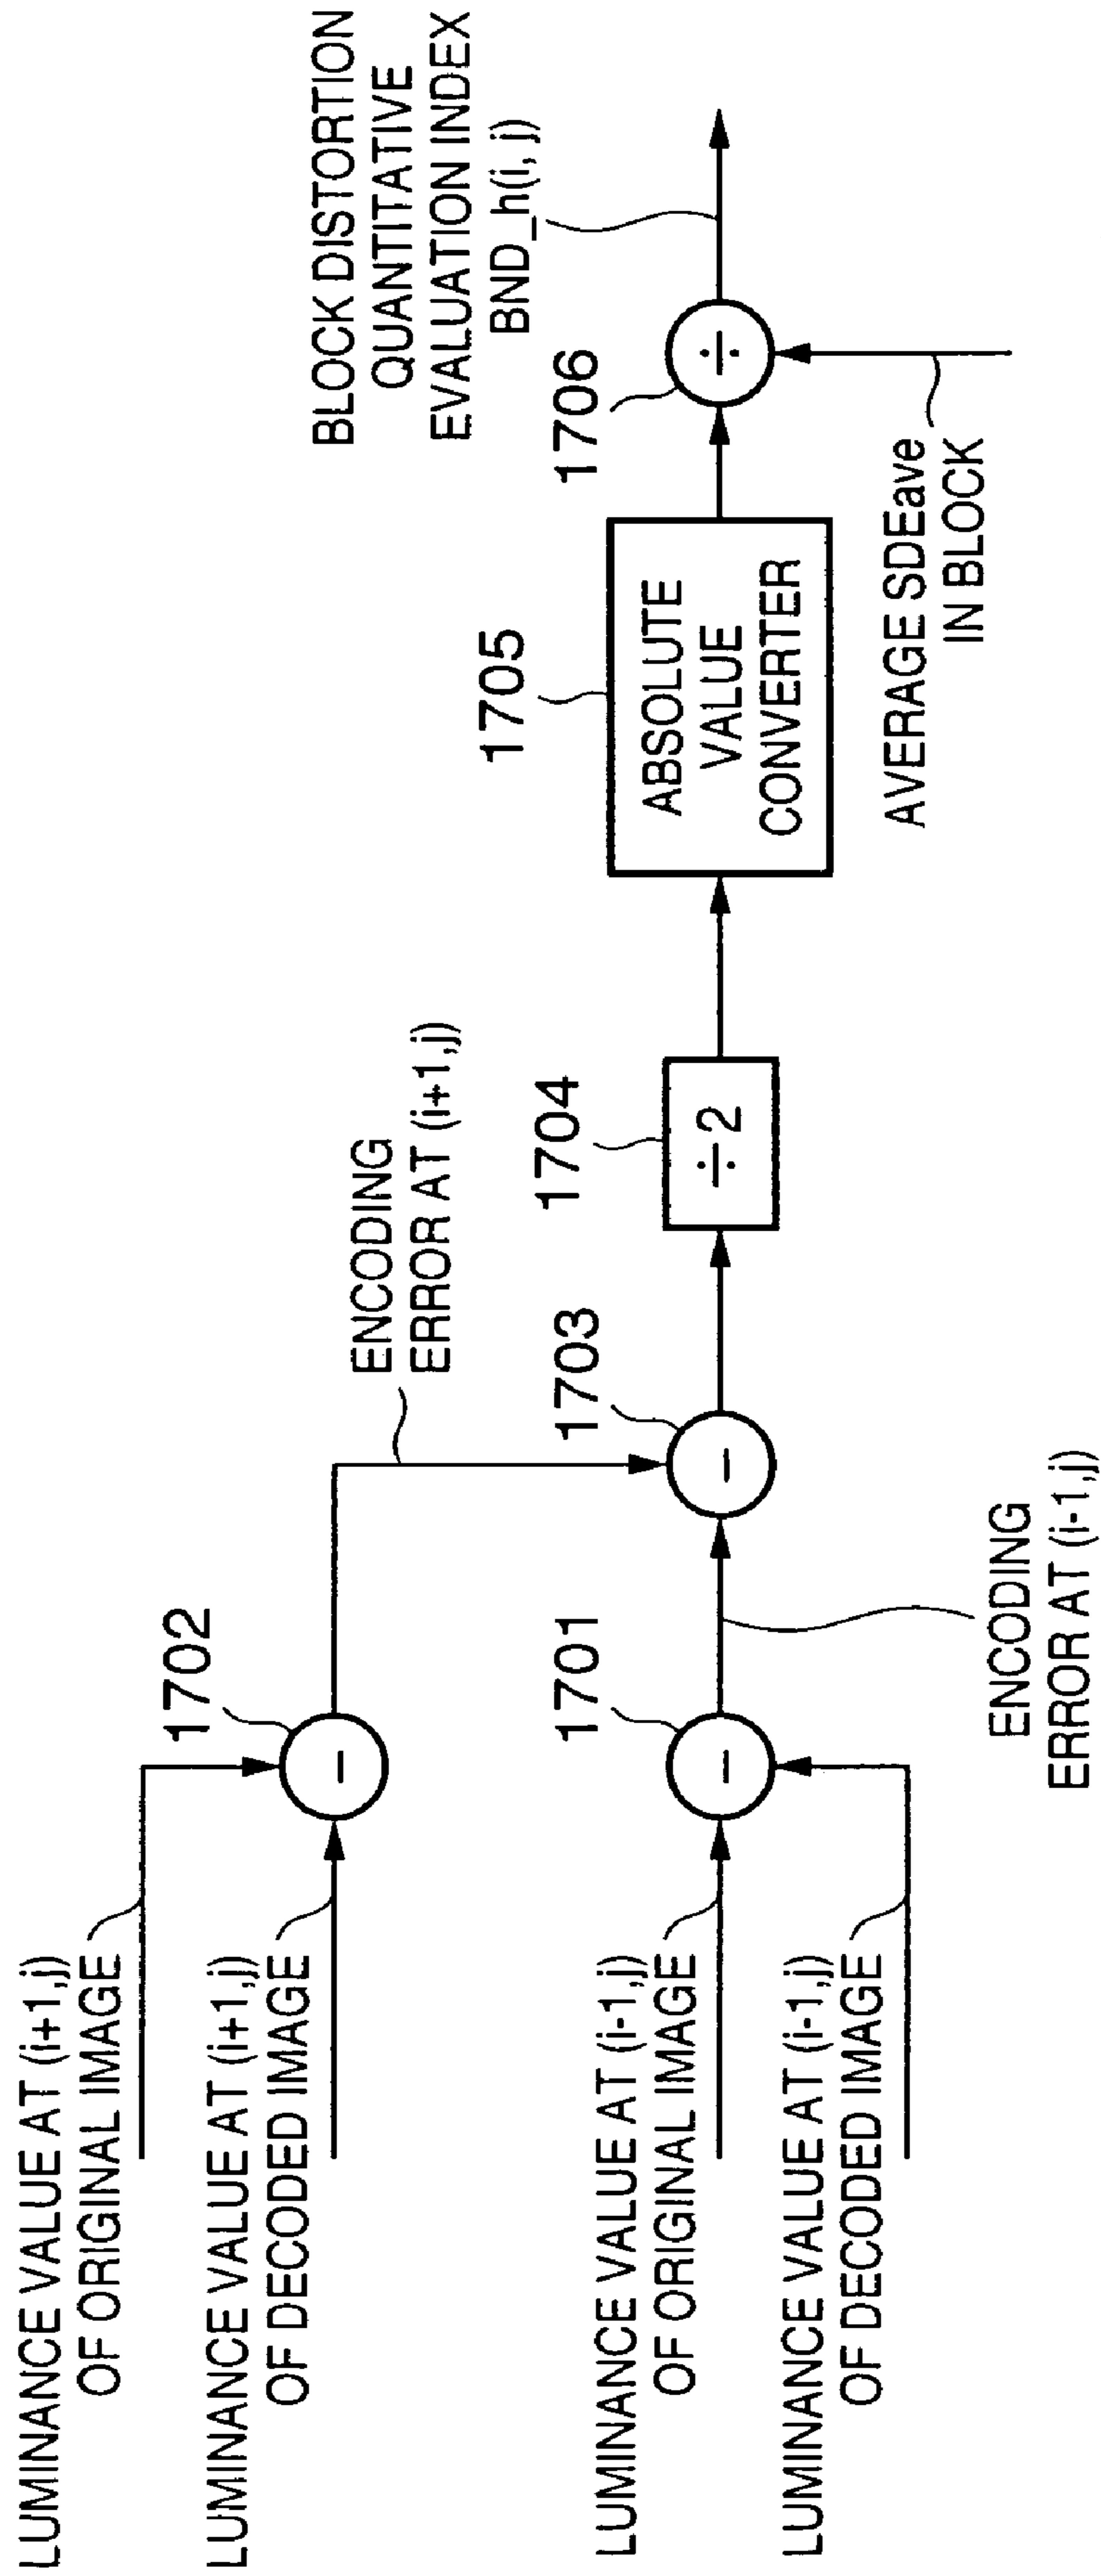 LUMINANCE VALUE AT (i+1,j)
OF ORIGINAL IMAGE
LUMINANCE VALUE AT (i+1,j)
OF DECODED IMAGE
LUMINANCE VALUE AT (i-1,j)
OF ORIGINAL IMAGE
LUMINANCE VALUE AT (i-1,j)
OF DECODED IMAGE
1702
−
1701
−
ENCODING
ERROR AT (i-1,j)
ENCODING
ERROR AT (i+1,j)
1703
−
1704
÷2
1705
ABSOLUTE
VALUE
CONVERTER
1706
÷
AVERAGE SDEave
IN BLOCK
BLOCK DISTORTION
QUANTITATIVE
EVALUATION INDEX
BND_h(i, j)